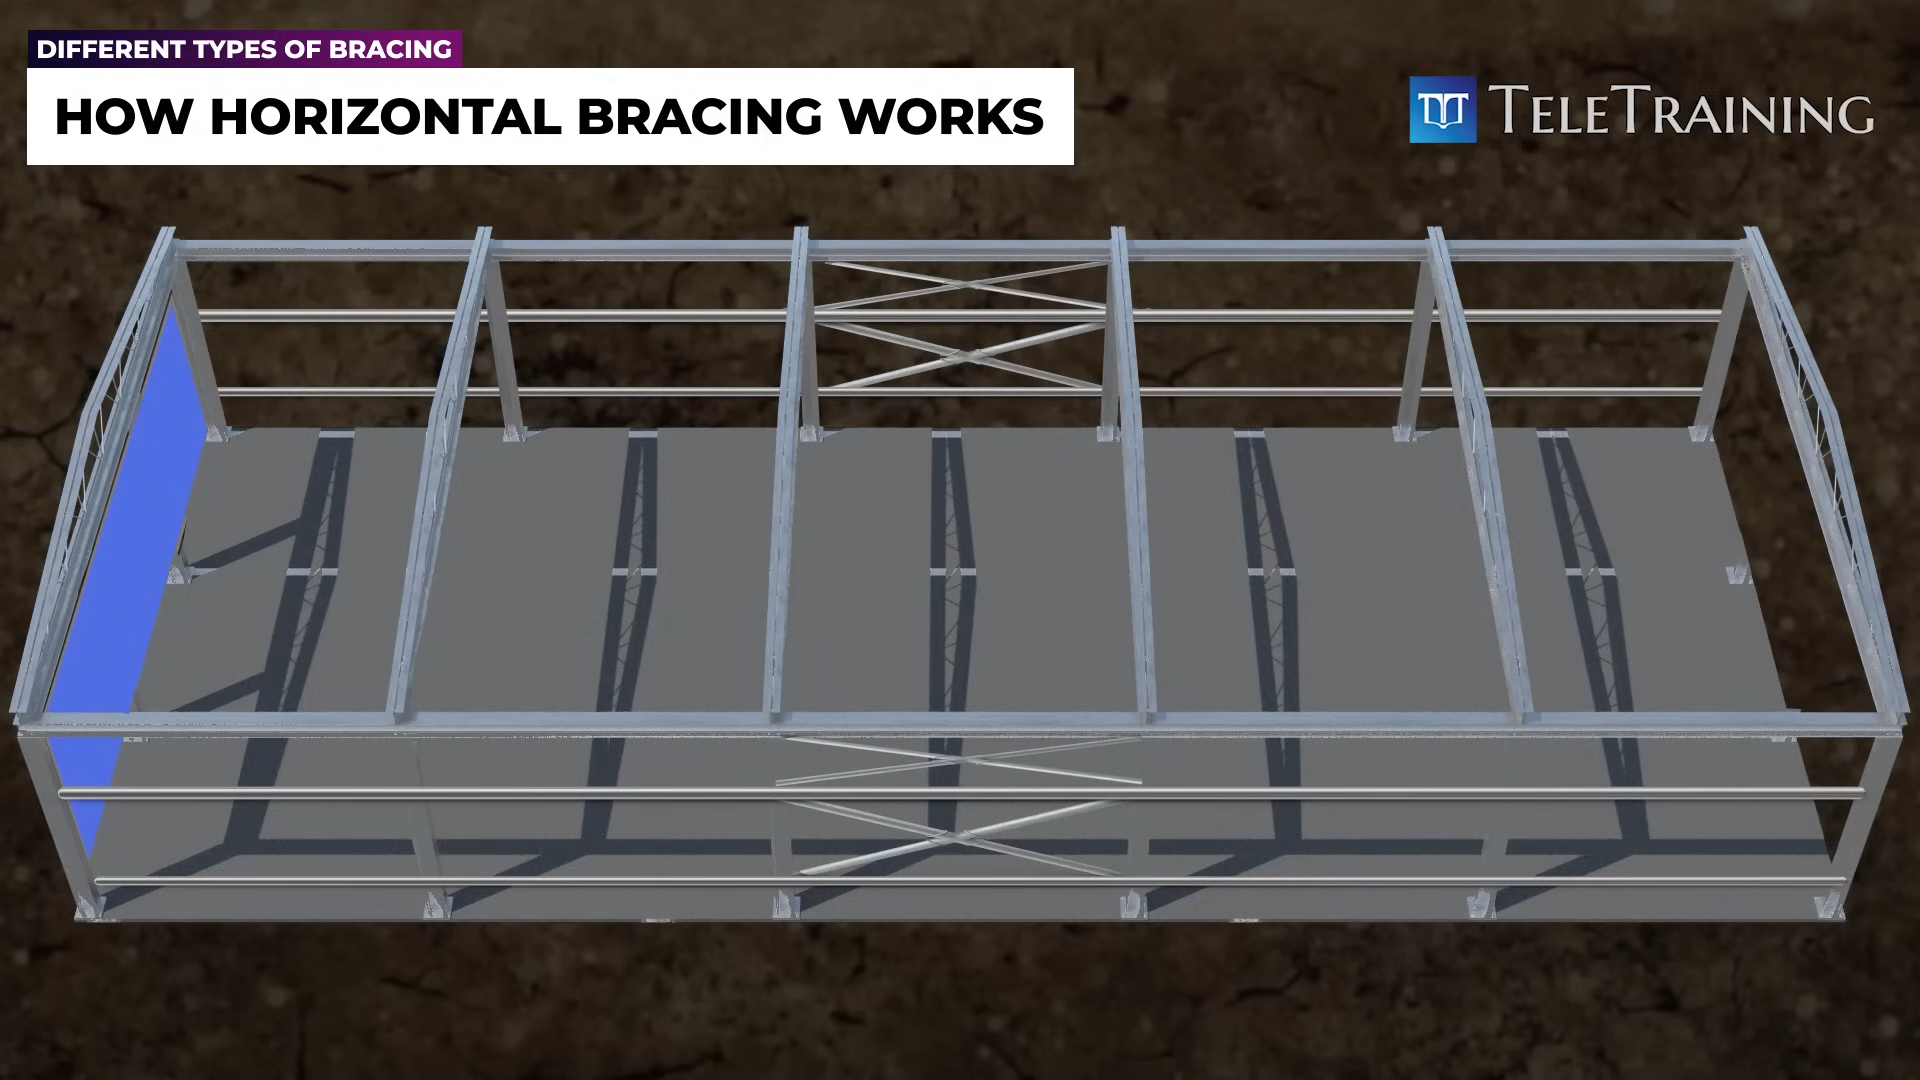 DIFFERENT TYPES OF BRACING
HOW HORIZONTAL BRACING WORKS
TELETRAINING